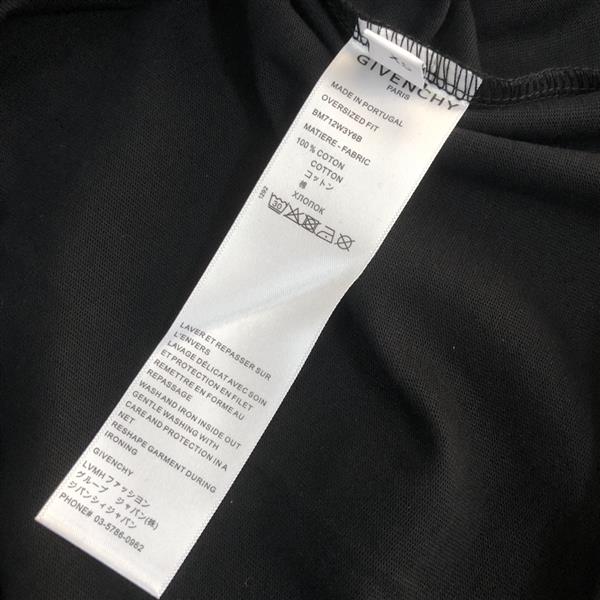 XS
GIVENCHY
PARIS
MADE IN PORTUGAL
OVERSIZED FIT
BM712W3Y6B
MATIERE - FABRIC
100 % COTON
COTTON
コットン
棉
ХЛОПОК
1392
30
LAVER ET REPASSER SUR
L'ENVERS
LAVAGE DÉLICAT AVEC SOIN
ET PROTECTION EN FILET
REMETTRE EN FORME AU
REPASSAGE
WASH AND IRON INSIDE OUT
GENTLE WASHING WITH
CARE AND PROTECTION IN A
NET
RESHAPE GARMENT DURING
IRONING
GIVENCHY
LVMH ファッション
グループ ジャパン(株)
ジバンシィジャパン
PHONE# 03-5786-0962